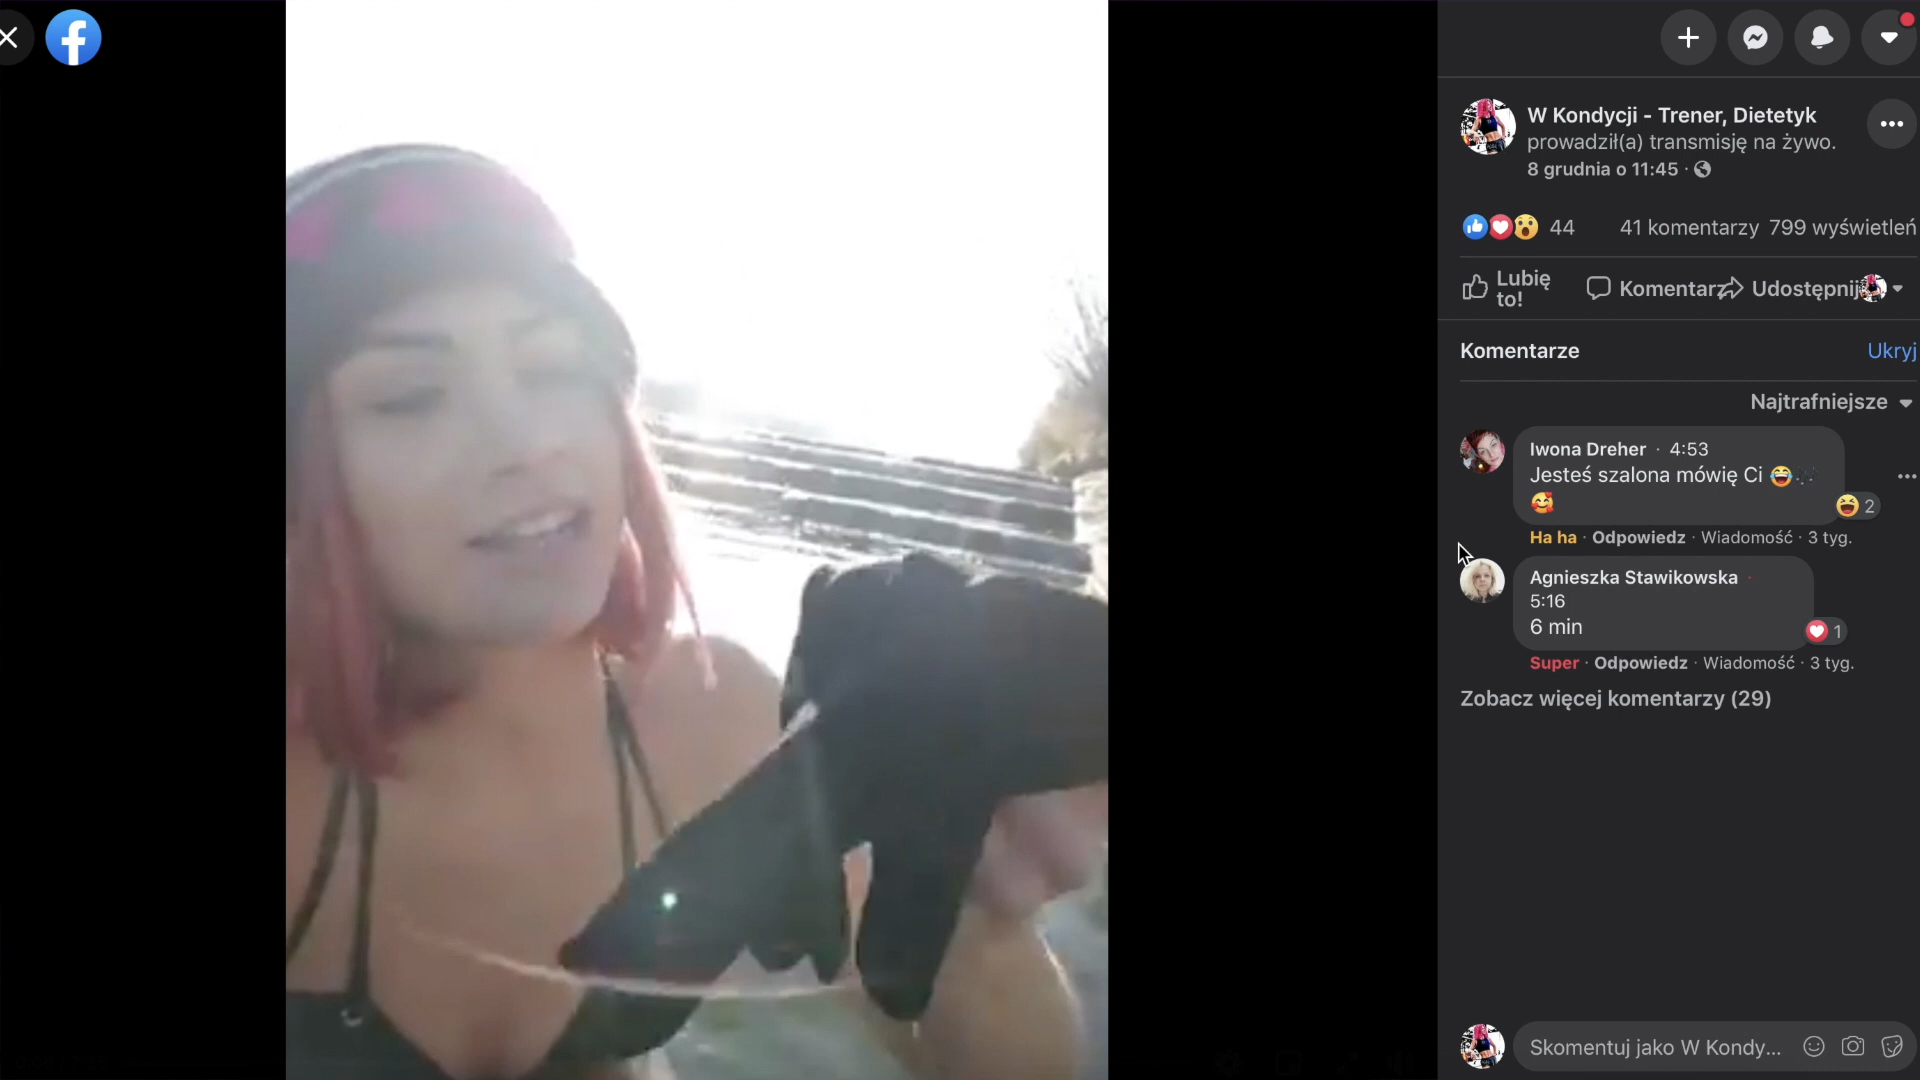 W Kondycji - Trener, Dietetyk
prowadził(a) transmisję na żywo.
8 grudnia o 11:45 ·
44 41 komentarzy 799 wyświetleń
Lubię to! Komentarz Udostępnij
Komentarze Ukryj
Najtrafniejsze
Iwona Dreher · 4:53
Jesteś szalona mówię Ci 😂
🥰
2
Ha ha · Odpowiedz · Wiadomość · 3 tyg.
Agnieszka Stawikowska ·
5:16
6 min
1
Super · Odpowiedz · Wiadomość · 3 tyg.
Zobacz więcej komentarzy (29)
Skomentuj jako W Kondy...